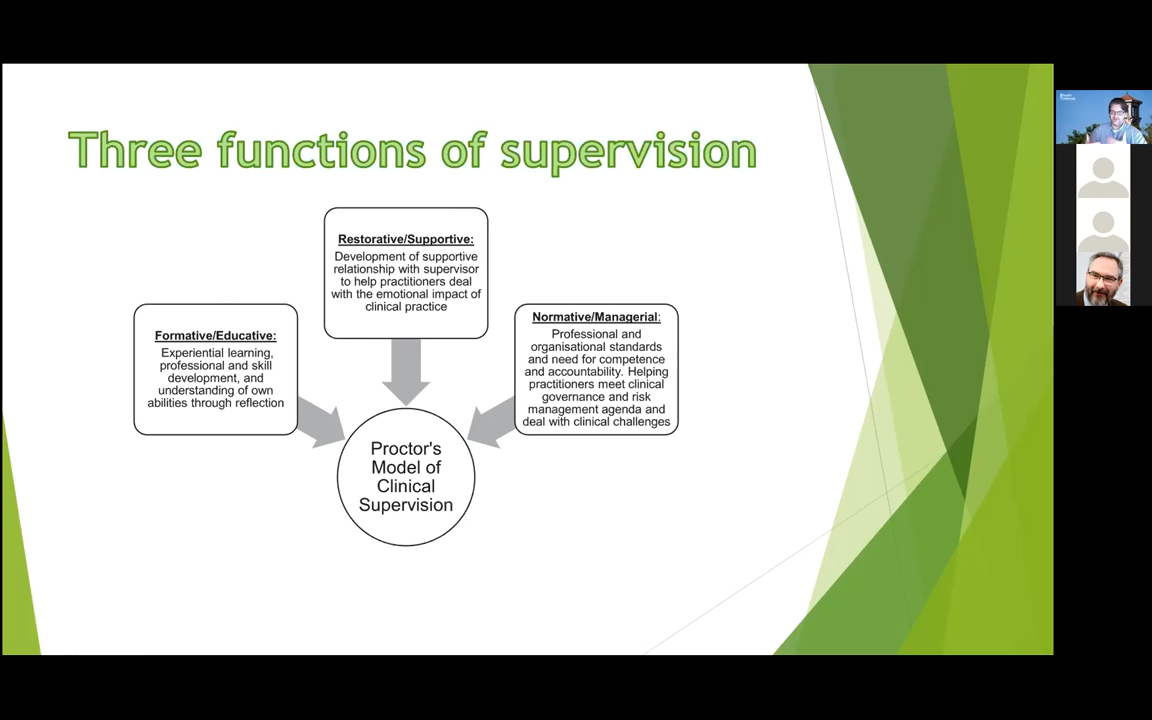 Three functions of supervision
Restorative/Supportive:
Development of supportive
relationship with supervisor
to help practitioners deal
with the emotional impact of
clinical practice
Formative/Educative:
Experiential learning,
professional and skill
development, and
understanding of own
abilities through reflection
Normative/Managerial:
Professional and
organisational standards
and need for competence
and accountability. Helping
practitioners meet clinical
governance and risk
management agenda and
deal with clinical challenges
Proctor's
Model of
Clinical
Supervision